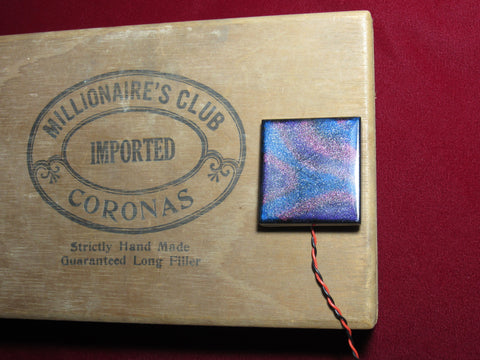 MILLIONAIRE'S CLUB
IMPORTED
CORONAS
Strictly Hand Made
Guaranteed Long Filler